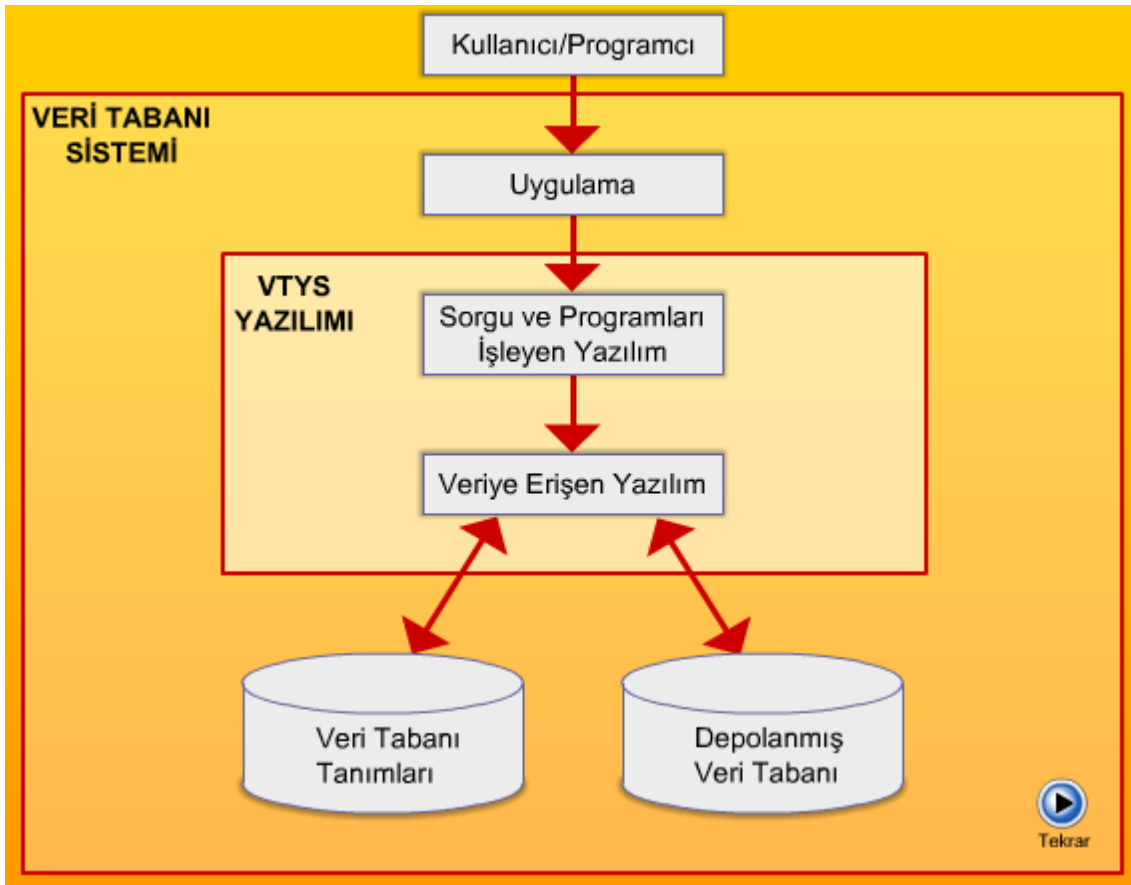 Kullanıcı/Programcı
VERİ TABANI
SİSTEMİ
Uygulama
VTYS
YAZILIMI
Sorgu ve Programları
İşleyen Yazılım
Veriye Erişen Yazılım
Veri Tabanı
Tanımları
Depolanmış
Veri Tabanı
Tekrar